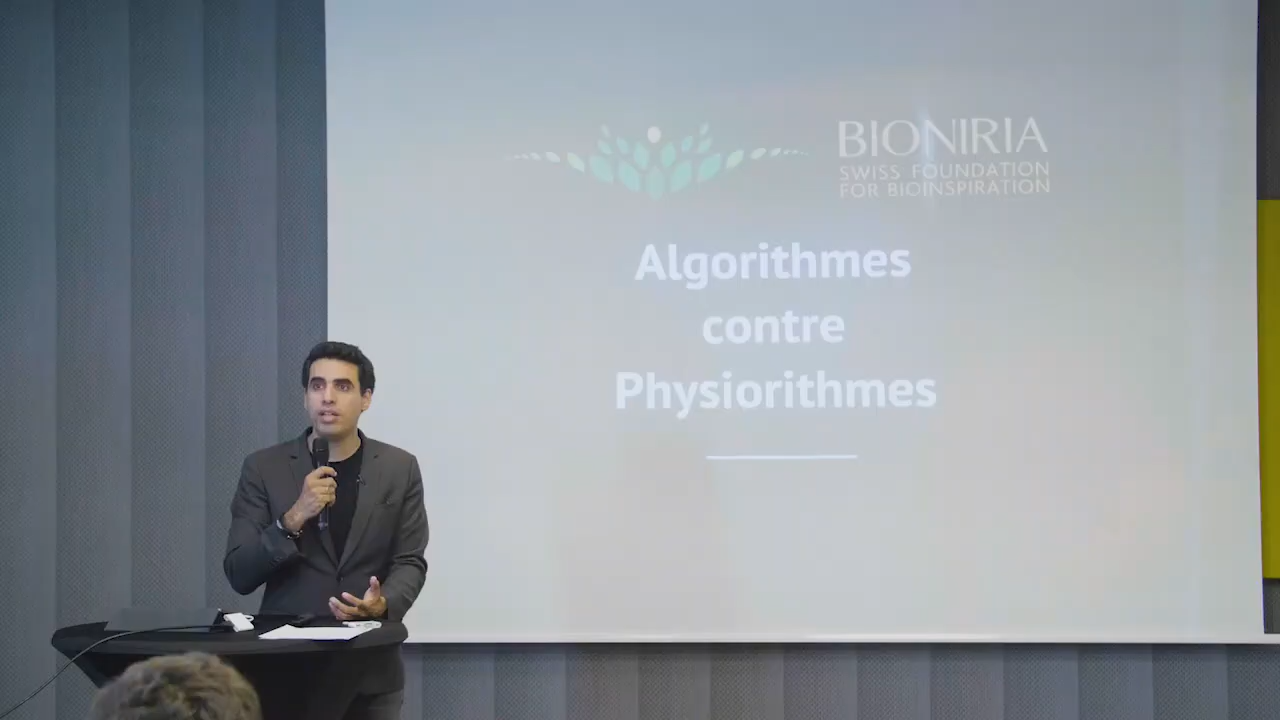 BIONIRIA
SWISS FOUNDATION
FOR BIOINSPIRATION
Algorithmes
contre
Physiorithmes